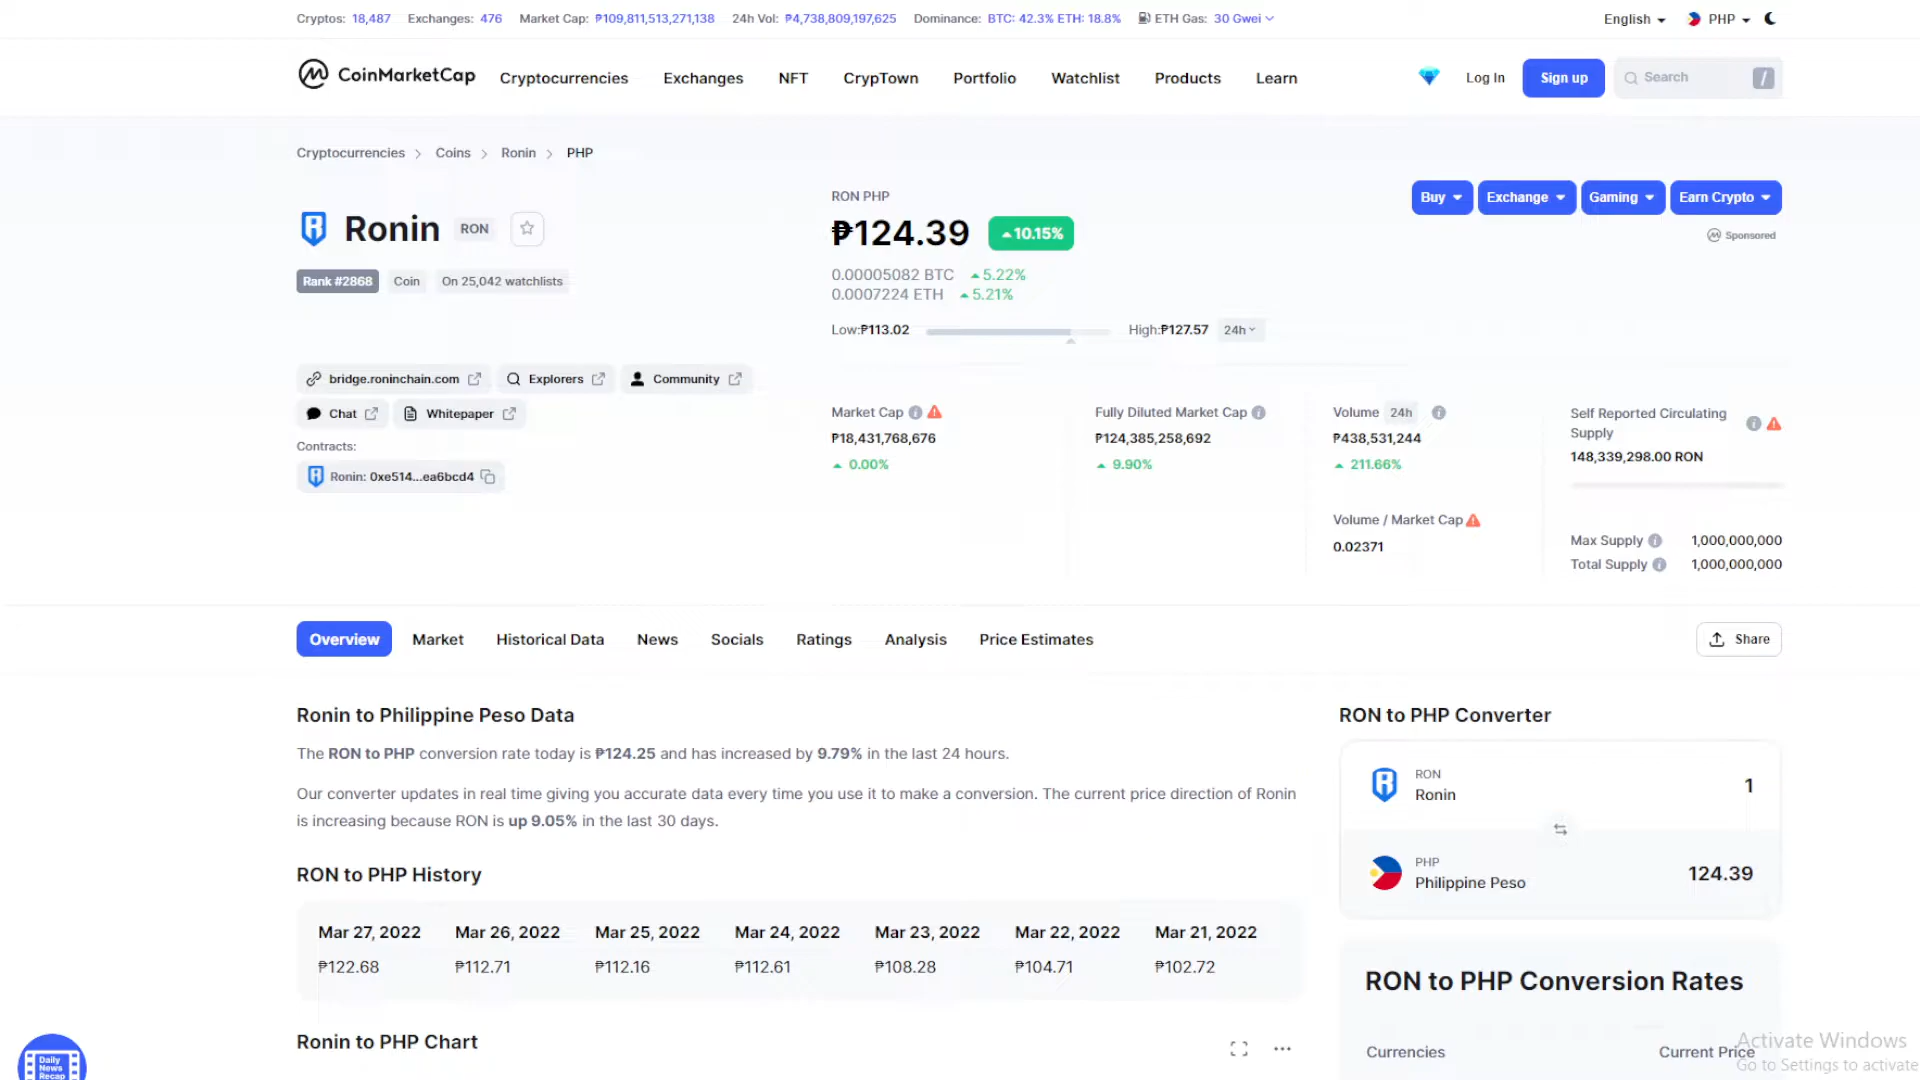 Cryptos: 18,487 Exchanges: 476 Market Cap: ₱109,811,513,271,138 24h Vol: ₱4,738,809,197,625 Dominance: BTC: 42.3% ETH: 18.8% ETH Gas: 30 Gwei English PHP
CoinMarketCap Cryptocurrencies Exchanges NFT CrypTown Portfolio Watchlist Products Learn Log In Sign up Search /
Cryptocurrencies > Coins > Ronin > PHP
Ronin RON
Rank #2868 Coin On 25,042 watchlists
bridge.roninchain.com Explorers Community
Chat Whitepaper
Contracts:
Ronin: 0xe514...ea6bcd4
RON PHP
₱124.39 10.15%
0.00005082 BTC 5.22%
0.0007224 ETH 5.21%
Low:₱113.02 High:₱127.57 24h
Buy Exchange Gaming Earn Crypto
Sponsored
Market Cap
₱18,431,768,676
0.00%
Fully Diluted Market Cap
₱124,385,258,692
9.90%
Volume 24h
₱438,531,244
211.66%
Volume / Market Cap
0.02371
Self Reported Circulating
Supply
148,339,298.00 RON
Max Supply 1,000,000,000
Total Supply 1,000,000,000
Overview Market Historical Data News Socials Ratings Analysis Price Estimates Share
Ronin to Philippine Peso Data
The RON to PHP conversion rate today is ₱124.25 and has increased by 9.79% in the last 24 hours.
Our converter updates in real time giving you accurate data every time you use it to make a conversion. The current price direction of Ronin
is increasing because RON is up 9.05% in the last 30 days.
RON to PHP History
Mar 27, 2022 Mar 26, 2022 Mar 25, 2022 Mar 24, 2022 Mar 23, 2022 Mar 22, 2022 Mar 21, 2022
₱122.68 ₱112.71 ₱112.16 ₱112.61 ₱108.28 ₱104.71 ₱102.72
Ronin to PHP Chart
RON to PHP Converter
RON
Ronin 1
PHP
Philippine Peso 124.39
RON to PHP Conversion Rates
Currencies Current Price
Daily
News
Recap
Activate Windows
Go to Settings to activate